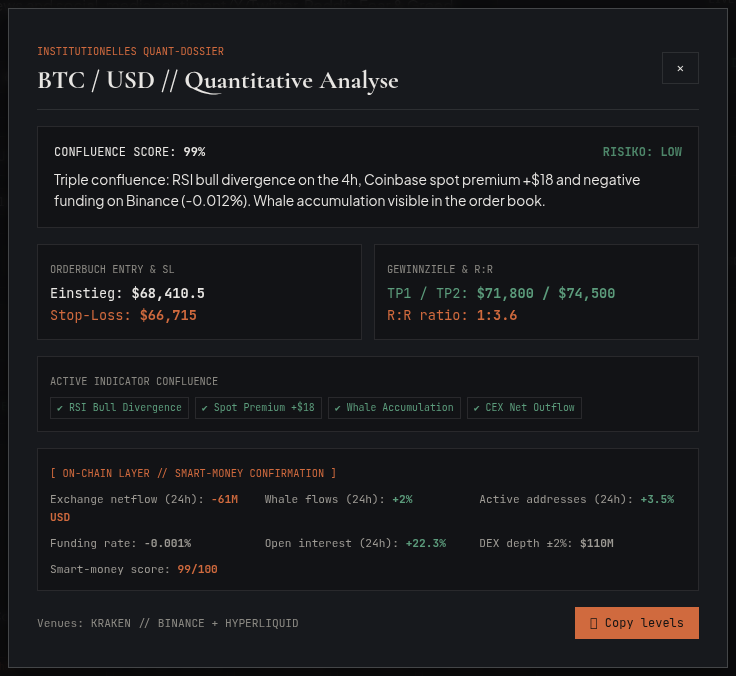 INSTITUTIONELLES QUANT-DOSSIER
BTC / USD // Quantitative Analyse
×
CONFLUENCE SCORE: 99%
RISIKO: LOW
Triple confluence: RSI bull divergence on the 4h, Coinbase spot premium +$18 and negative
funding on Binance (-0.012%). Whale accumulation visible in the order book.
ORDERBUCH ENTRY & SL
Einstieg: $68,410.5
Stop-Loss: $66,715
GEWINNZIELE & R:R
TP1 / TP2: $71,800 / $74,500
R:R ratio: 1:3.6
ACTIVE INDICATOR CONFLUENCE
✔ RSI Bull Divergence
✔ Spot Premium +$18
✔ Whale Accumulation
✔ CEX Net Outflow
[ ON-CHAIN LAYER // SMART-MONEY CONFIRMATION ]
Exchange netflow (24h): -61M
USD
Whale flows (24h): +2%
Active addresses (24h): +3.5%
Funding rate: -0.001%
Open interest (24h): +22.3%
DEX depth ±2%: $110M
Smart-money score: 99/100
Venues: KRAKEN // BINANCE + HYPERLIQUID
Copy levels